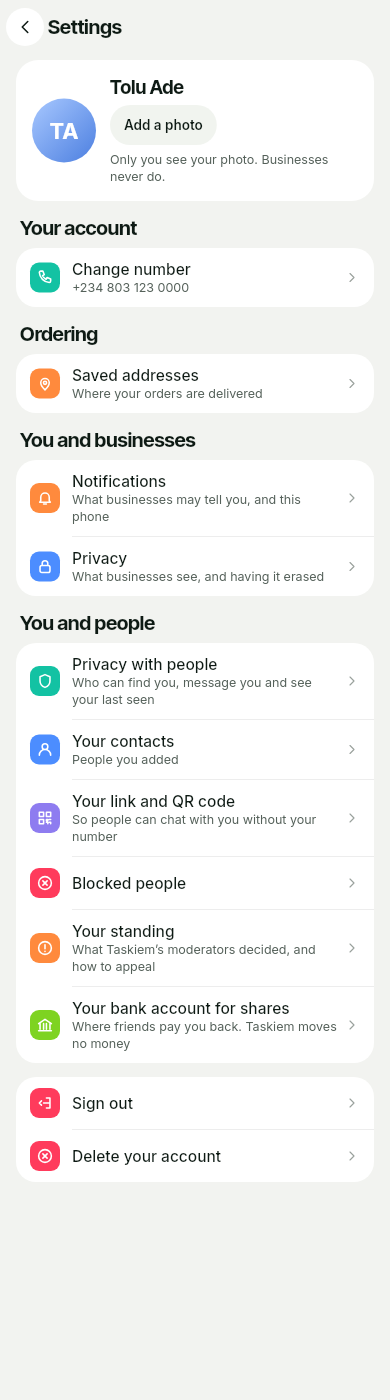 Settings
TA
Tolu Ade
Add a photo
Only you see your photo. Businesses
never do.
Your account
Change number
+234 803 123 0000
Ordering
Saved addresses
Where your orders are delivered
You and businesses
Notifications
What businesses may tell you, and this
phone
Privacy
What businesses see, and having it erased
You and people
Privacy with people
Who can find you, message you and see
your last seen
Your contacts
People you added
Your link and QR code
So people can chat with you without your
number
Blocked people
Your standing
What Taskiem’s moderators decided, and
how to appeal
Your bank account for shares
Where friends pay you back. Taskiem moves
no money
Sign out
Delete your account